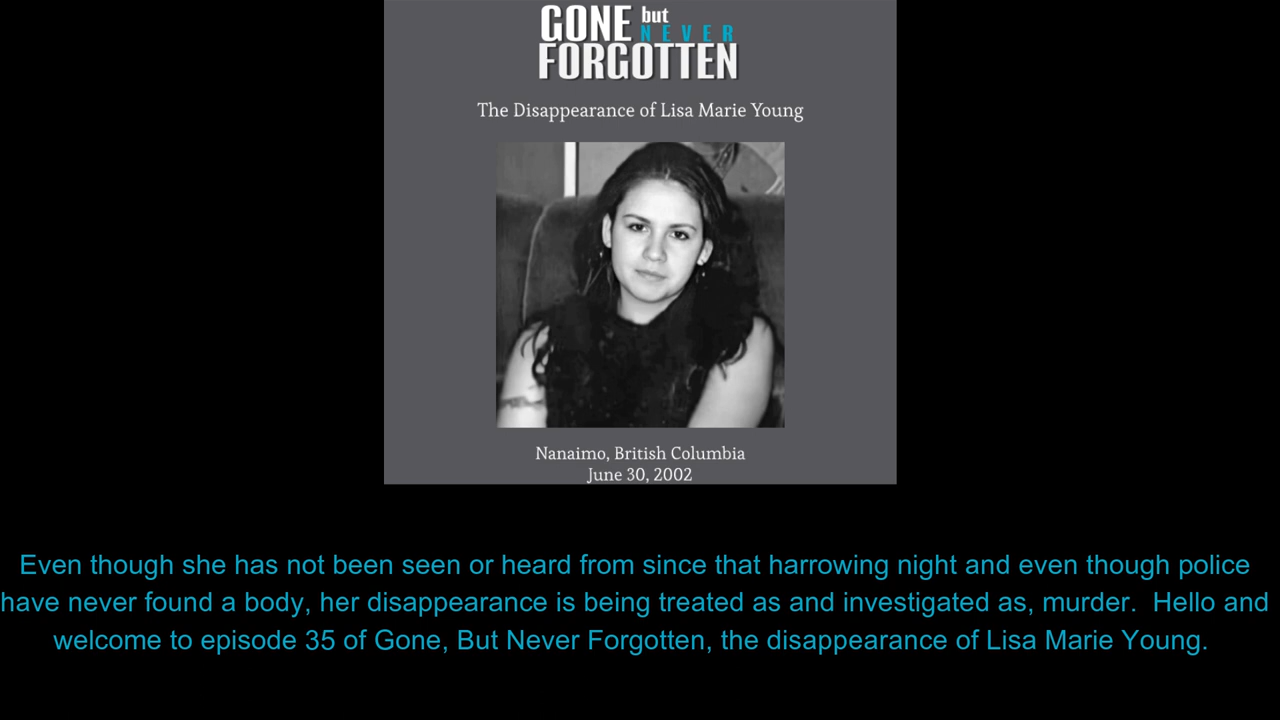 GONE but
NEVER
FORGOTTEN
The Disappearance of Lisa Marie Young
Nanaimo, British Columbia
June 30, 2002
Even though she has not been seen or heard from since that harrowing night and even though police
have never found a body, her disappearance is being treated as and investigated as, murder.  Hello and
welcome to episode 35 of Gone, But Never Forgotten, the disappearance of Lisa Marie Young.